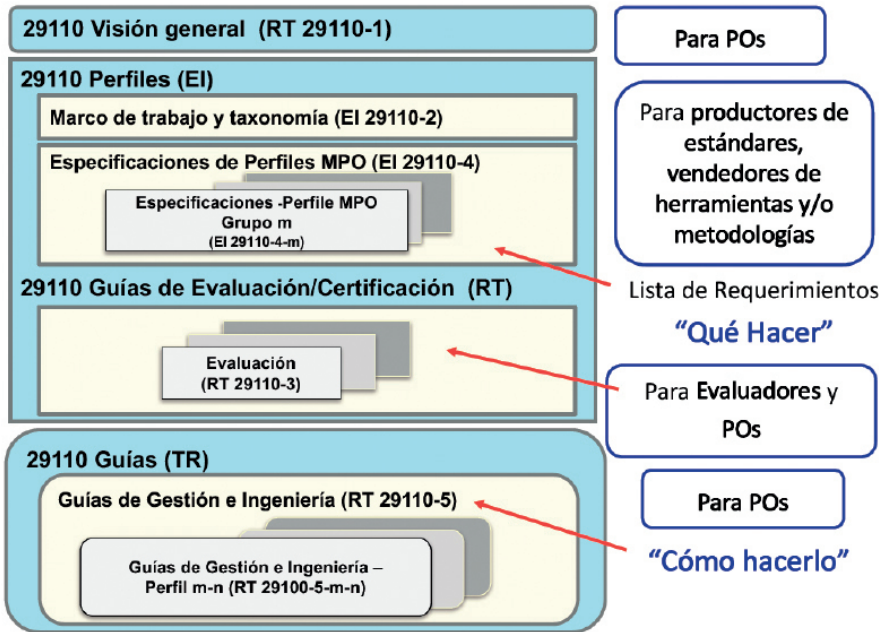 29110 Visión general (RT 29110-1)
Para POs
29110 Perfiles (EI)
Marco de trabajo y taxonomía (EI 29110-2)
Especificaciones de Perfiles MPO (EI 29110-4)
Especificaciones -Perfile MPO
Grupo m
(EI 29110-4-m)
Para productores de
estándares,
vendedores de
herramientas y/o
metodologías
Lista de Requerimientos
“Qué Hacer”
29110 Guías de Evaluación/Certificación (RT)
Evaluación
(RT 29110-3)
Para Evaluadores y
POs
29110 Guías (TR)
Guías de Gestión e Ingeniería (RT 29110-5)
Guías de Gestión e Ingeniería –
Perfil m-n (RT 29100-5-m-n)
Para POs
“Cómo hacerlo”